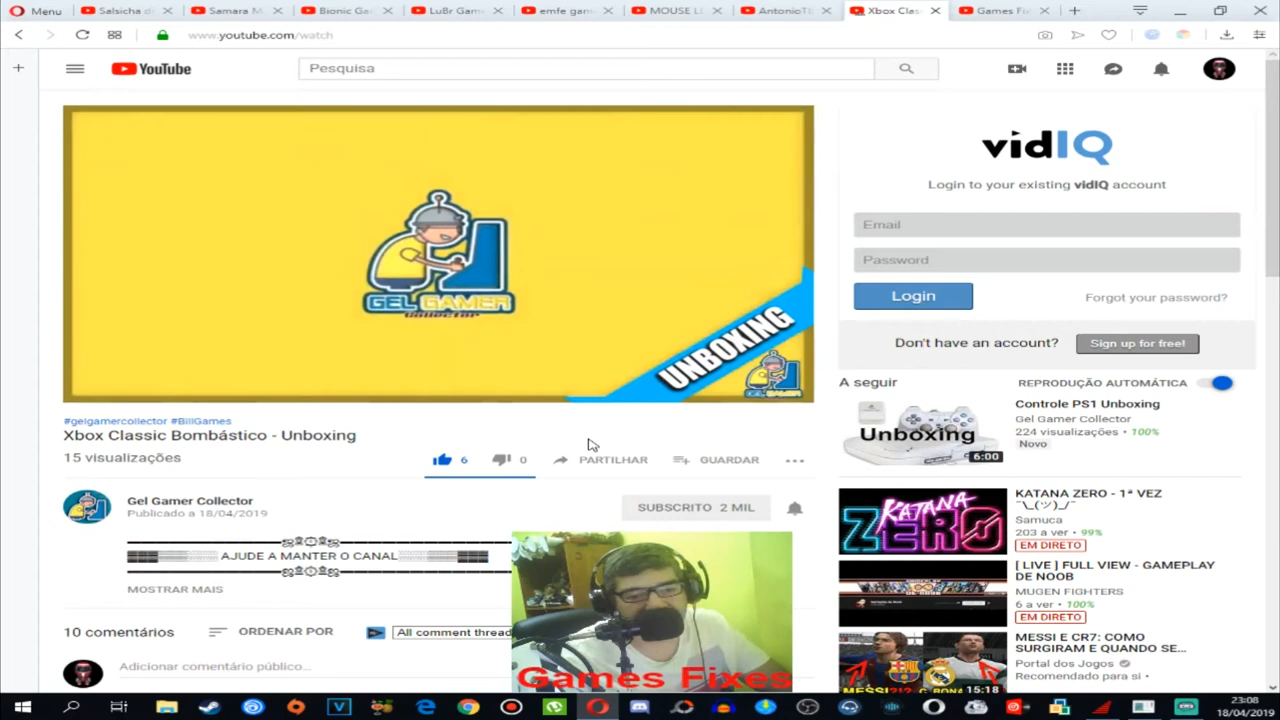 Menu
Salsicha d
Samara M
Bionic Ga
LuBr Gam
emfe gam
MOUSE L
AntonioT
Xbox Clas
Games Fi
www.youtube.com/watch
YouTube
Pesquisa
GEL GAMER
COLLECTOR
UNBOXING
#gelgamercollector #BillGames
Xbox Classic Bombástico - Unboxing
15 visualizações
6
0
PARTILHAR
GUARDAR
Gel Gamer Collector
Publicado a 18/04/2019
SUBSCRITO 2 MIL
AJUDE A MANTER O CANAL
MOSTRAR MAIS
10 comentários
ORDENAR POR
All comment thread
Adicionar comentário público...
Games Fixes
vidIQ
Login to your existing vidIQ account
Email
Password
Login
Forgot your password?
Don't have an account?
Sign up for free!
A seguir
REPRODUÇÃO AUTOMÁTICA
Unboxing
6:00
Controle PS1 Unboxing
Gel Gamer Collector
224 visualizações • 100%
Novo
KATANA
ZERO
KATANA ZERO - 1ª VEZ
¯\_(ツ)_/¯
Samuca
203 a ver • 99%
EM DIRETO
[ LIVE ] FULL VIEW - GAMEPLAY
DE NOOB
MUGEN FIGHTERS
6 a ver • 100%
EM DIRETO
15:18
MESSI E CR7: COMO
SURGIRAM E QUANDO SE...
Portal dos Jogos
Recomendado para si •
23:08
18/04/2019